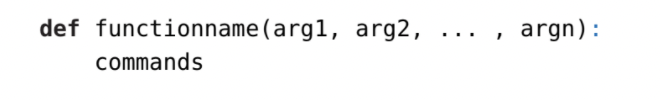 def functionname(arg1, arg2, ... , argn):
    commands